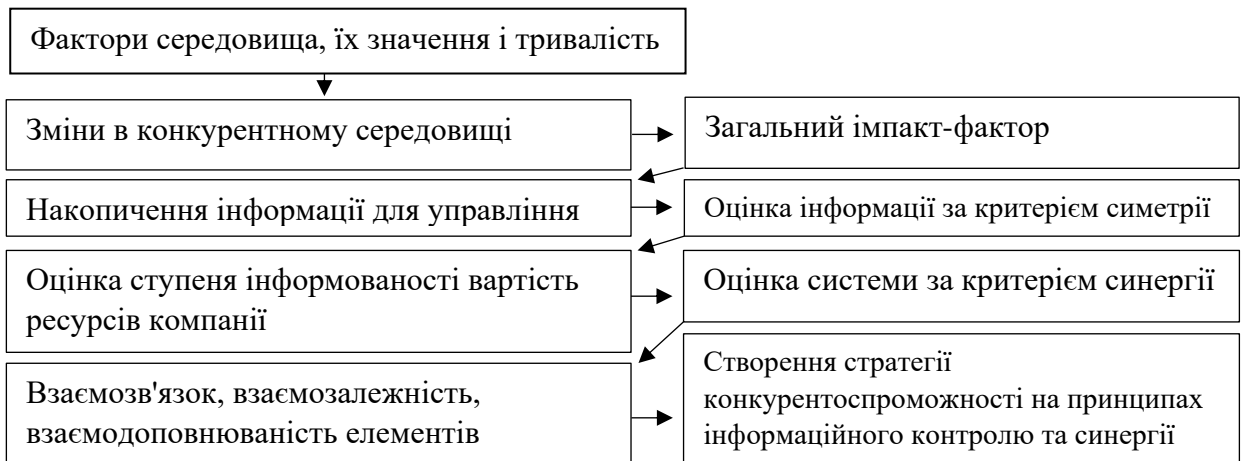 Фактори середовища, їх значення і тривалість
Зміни в конкурентному середовищі
Загальний імпакт-фактор
Накопичення інформації для управління
Оцінка інформації за критерієм симетрії
Оцінка ступеня інформованості вартість
ресурсів компанії
Оцінка системи за критерієм синергії
Взаємозв'язок, взаємозалежність,
взаємодоповнюваність елементів
Створення стратегії
конкурентоспроможності на принципах
інформаційного контролю та синергії